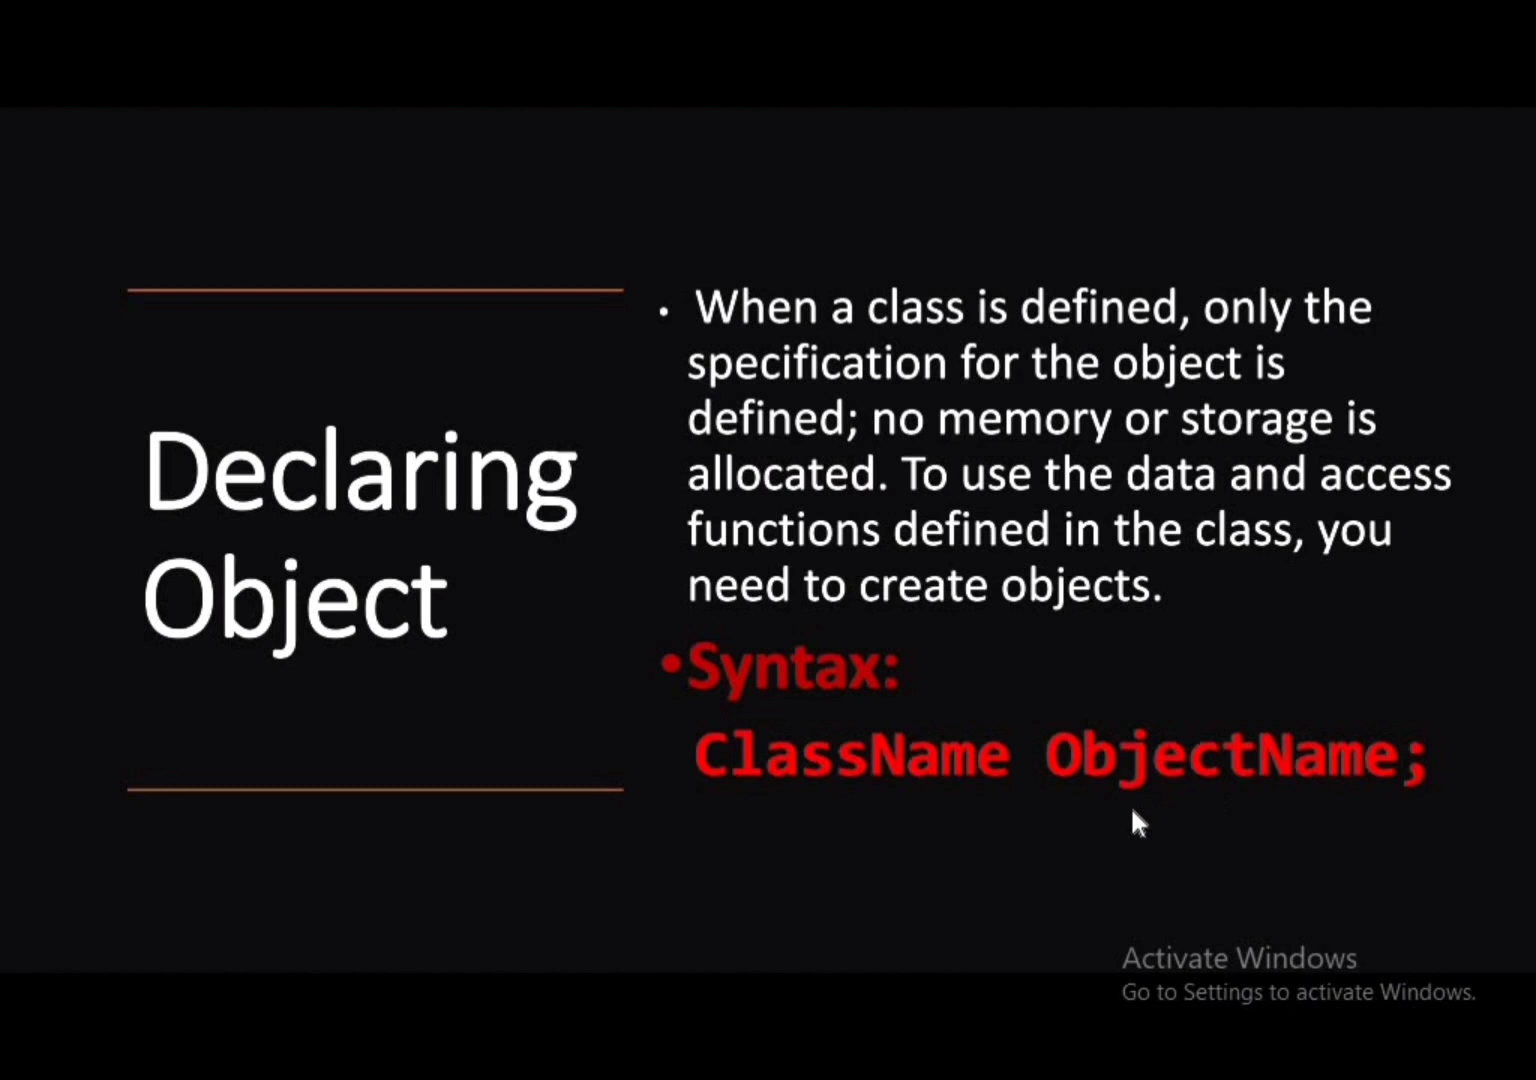 Declaring
Object
• When a class is defined, only the
specification for the object is
defined; no memory or storage is
allocated. To use the data and access
functions defined in the class, you
need to create objects.
•Syntax:
ClassName ObjectName;
Activate Windows
Go to Settings to activate Windows.